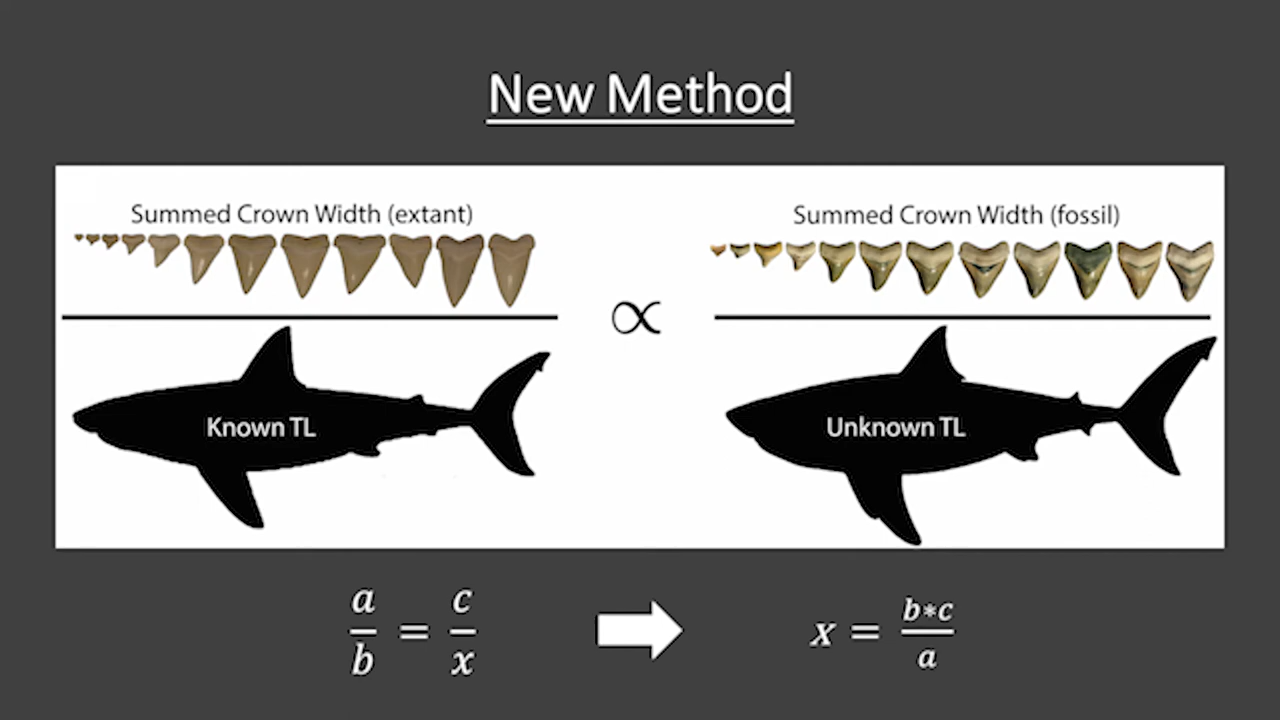 New Method
Summed Crown Width (extant)
Summed Crown Width (fossil)
∝
Known TL
Unknown TL
a/b = c/x
x = b*c/a